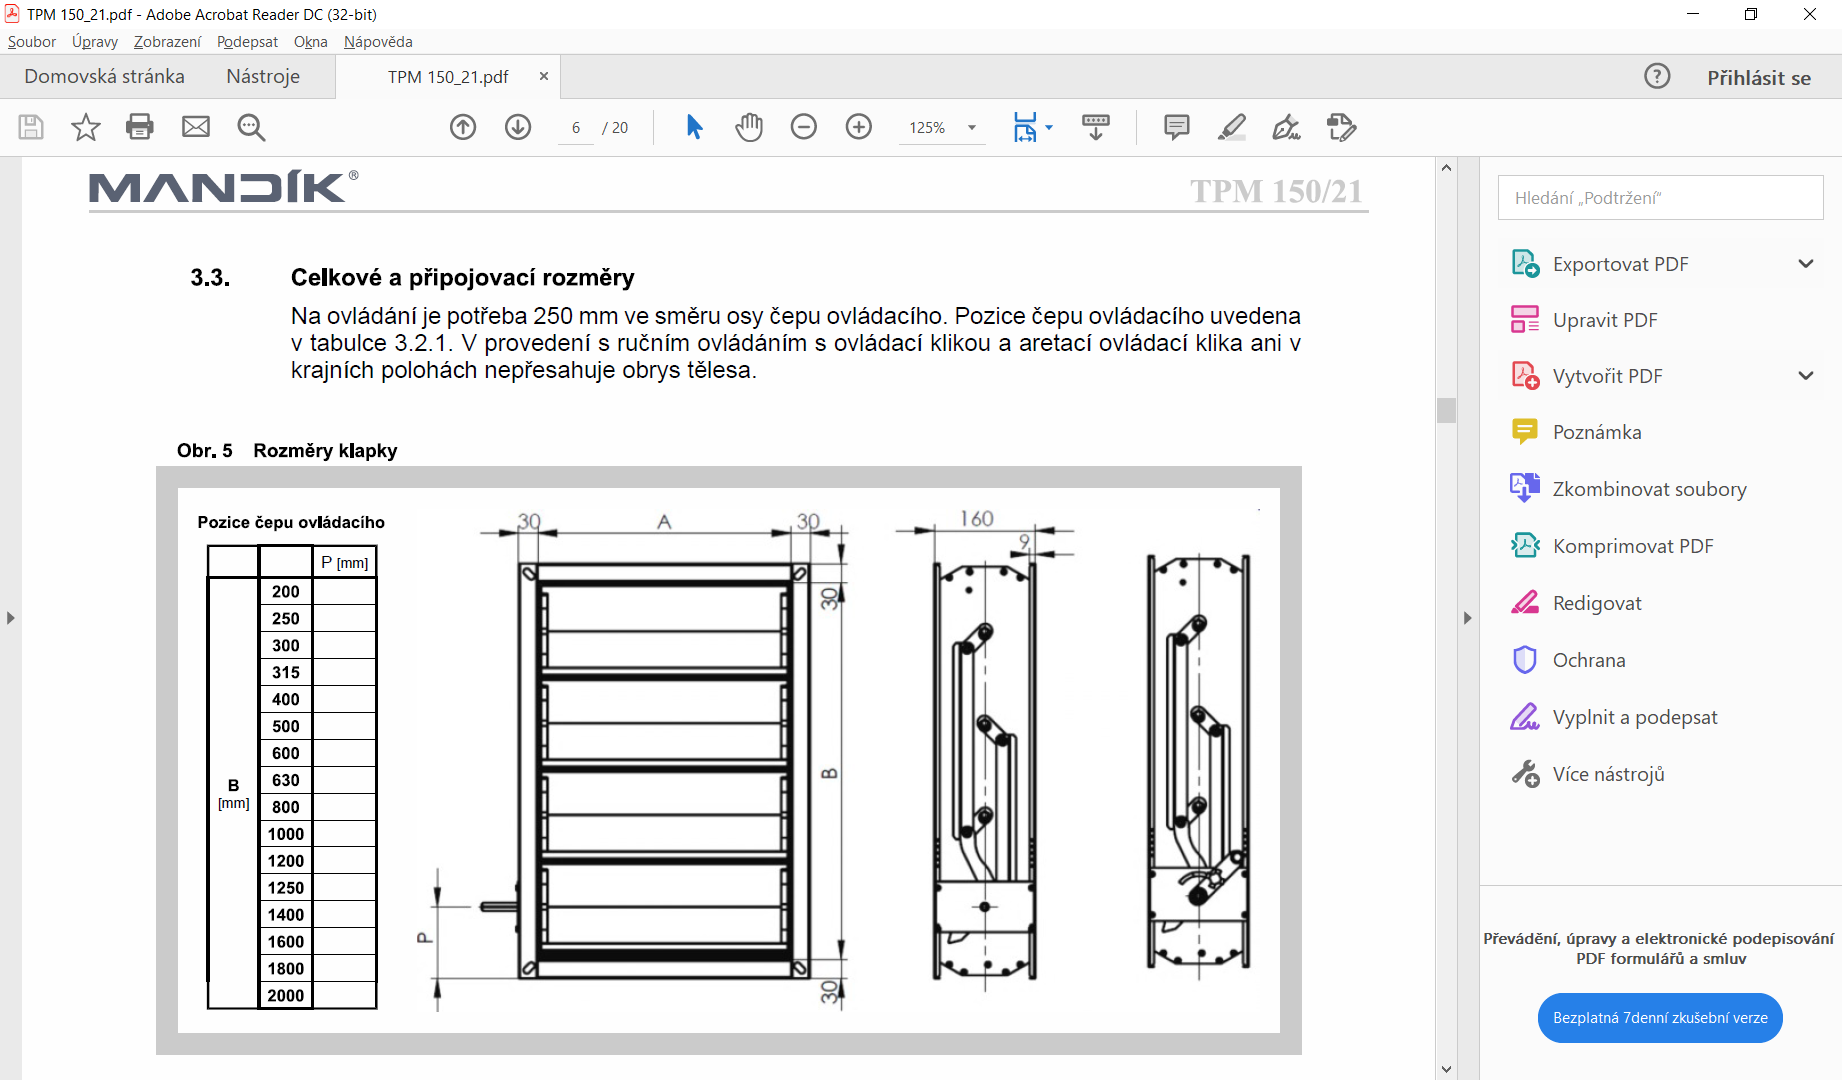 TPM 150_21.pdf - Adobe Acrobat Reader DC (32-bit)
Soubor Úpravy Zobrazení Podepsat Okna Nápověda
Domovská stránka Nástroje TPM 150_21.pdf × ? Přihlásit se
6 / 20 125%
MANDÍK® TPM 150/21
3.3. Celkové a připojovací rozměry
Na ovládání je potřeba 250 mm ve směru osy čepu ovládacího. Pozice čepu ovládacího uvedena
v tabulce 3.2.1. V provedení s ručním ovládáním s ovládací klikou a aretací ovládací klika ani v
krajních polohách nepřesahuje obrys tělesa.
Obr. 5 Rozměry klapky
Pozice čepu ovládacího
P [mm]
B
[mm]
200
250
300
315
400
500
600
630
800
1000
1200
1250
1400
1600
1800
2000
30 A 30
30
B
30
P
160
9
Hledání „Podtržení“
Exportovat PDF
Upravit PDF
Vytvořit PDF
Poznámka
Zkombinovat soubory
Komprimovat PDF
Redigovat
Ochrana
Vyplnit a podepsat
Více nástrojů
Převádění, úpravy a elektronické podepisování
PDF formulářů a smluv
Bezplatná 7denní zkušební verze